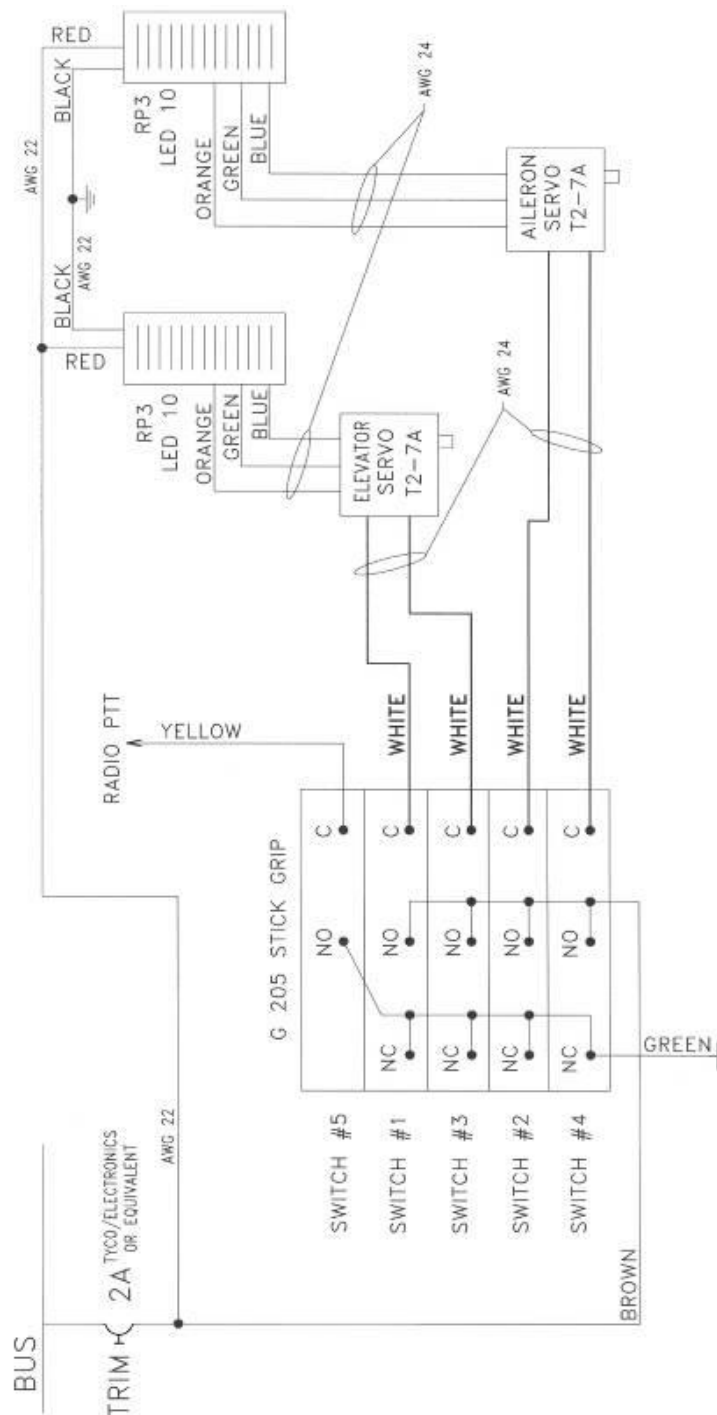 BUS
TRIM
2A TYCO/ELECTRONICS
OR EQUIVALENT
AWG 22
RADIO PTT
YELLOW
G 205 STICK GRIP
SWITCH #5
NO
C
SWITCH #1
NC
NO
C
WHITE
SWITCH #3
NC
NO
C
WHITE
SWITCH #2
NC
NO
C
WHITE
SWITCH #4
NC
NO
C
WHITE
BROWN
GREEN
RED
BLACK
AWG 22
BLACK
AWG 22
RED
RP3
LED 10
ORANGE
GREEN
BLUE
RP3
LED 10
ORANGE
GREEN
BLUE
ELEVATOR
SERVO
T2-7A
AILERON
SERVO
T2-7A
AWG 24
AWG 24